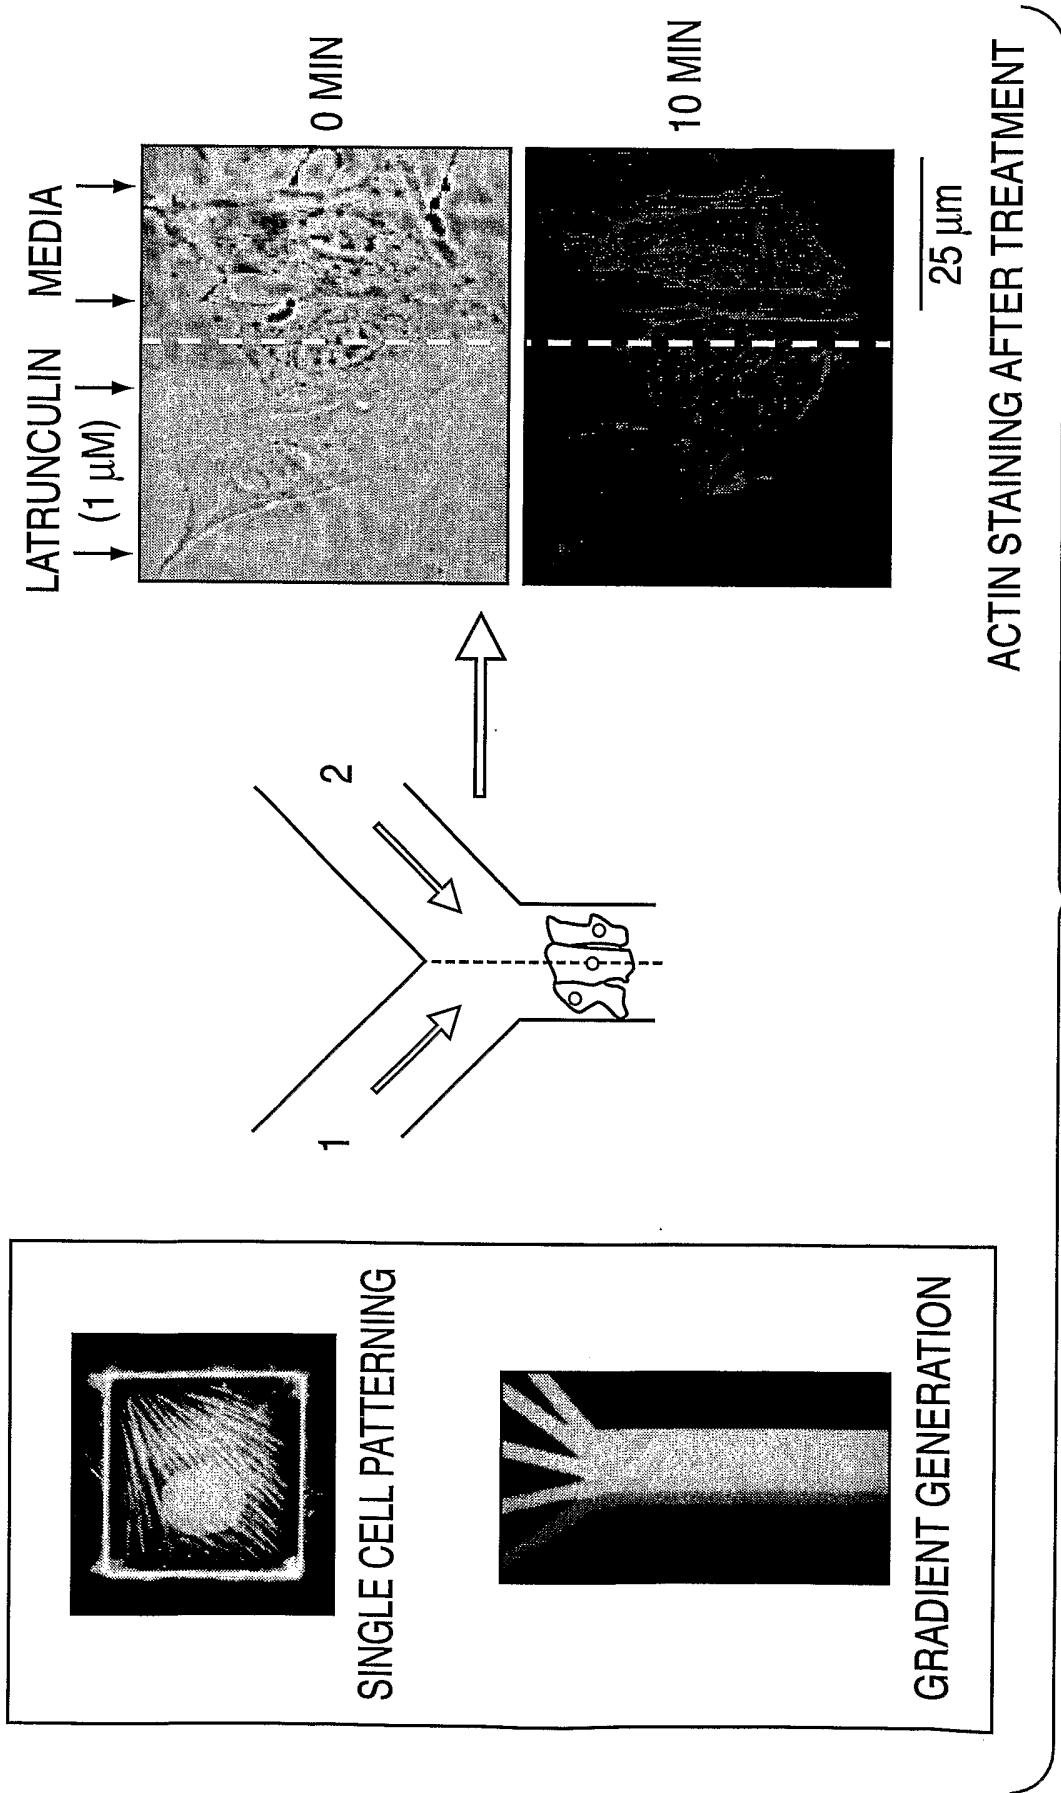 SINGLE CELL PATTERNING
GRADIENT GENERATION
1
2
LATRUNCULIN MEDIA
(1 μM)
0 MIN
10 MIN
25 μm
ACTIN STAINING AFTER TREATMENT